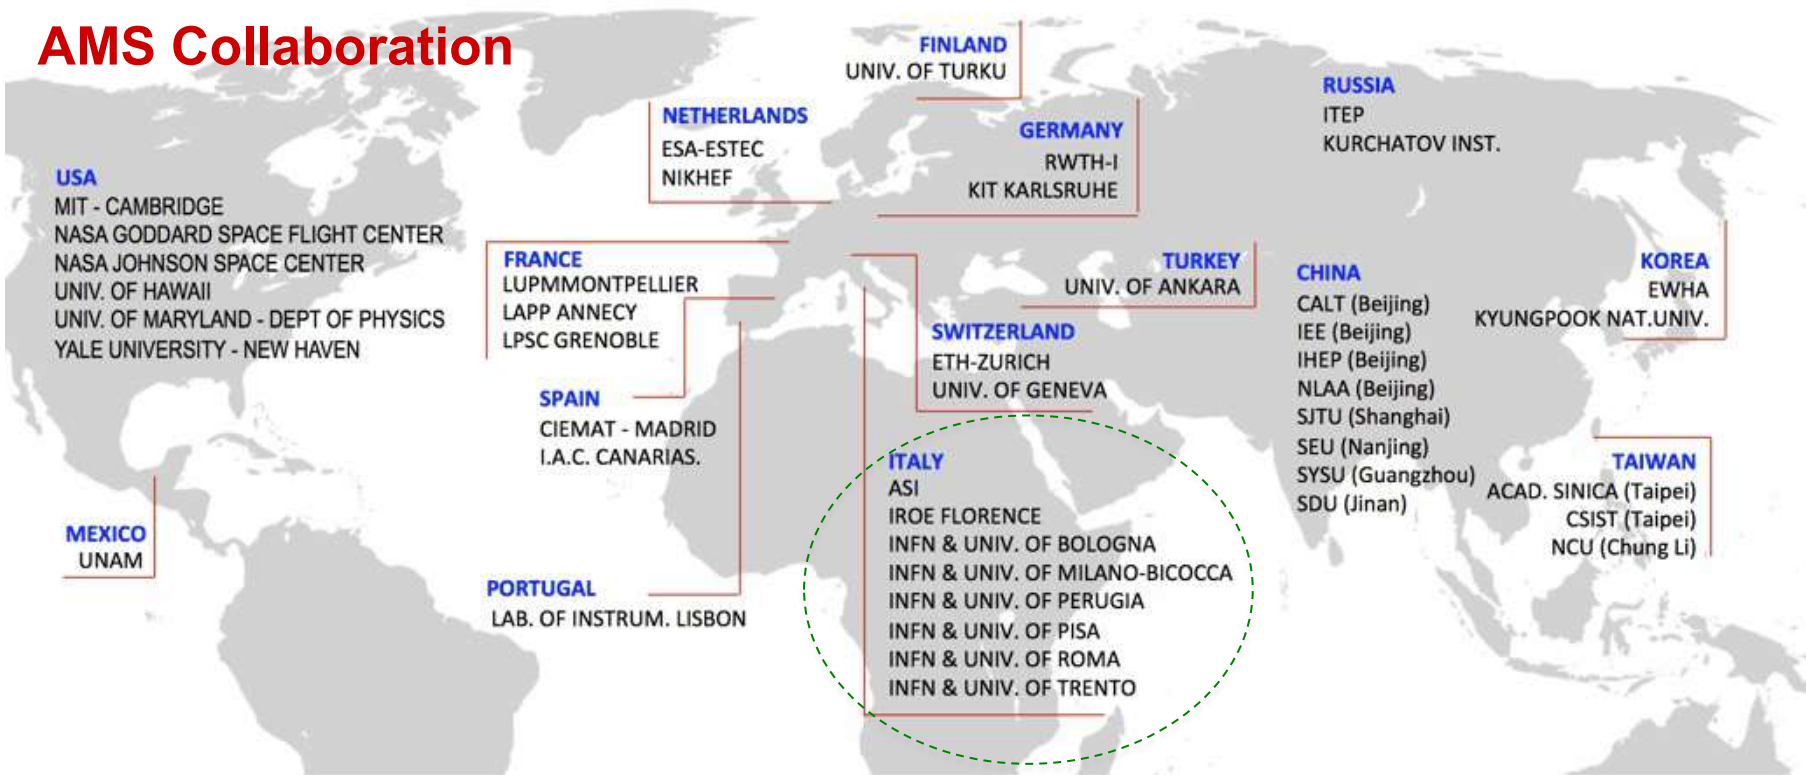 AMS Collaboration
FINLAND
UNIV. OF TURKU
NETHERLANDS
ESA-ESTEC
NIKHEF
GERMANY
RWTH-I
KIT KARLSRUHE
RUSSIA
ITEP
KURCHATOV INST.
USA
MIT - CAMBRIDGE
NASA GODDARD SPACE FLIGHT CENTER
NASA JOHNSON SPACE CENTER
UNIV. OF HAWAII
UNIV. OF MARYLAND - DEPT OF PHYSICS
YALE UNIVERSITY - NEW HAVEN
FRANCE
LUPMMONTPELLIER
LAPP ANNECY
LPSC GRENOBLE
TURKEY
UNIV. OF ANKARA
CHINA
CALT (Beijing)
IEE (Beijing)
IHEP (Beijing)
NLAA (Beijing)
SJTU (Shanghai)
SEU (Nanjing)
SYSU (Guangzhou)
SDU (Jinan)
KOREA
EWHA
KYUNGPOOK NAT.UNIV.
SWITZERLAND
ETH-ZURICH
UNIV. OF GENEVA
SPAIN
CIEMAT - MADRID
I.A.C. CANARIAS.
ITALY
ASI
IROE FLORENCE
INFN & UNIV. OF BOLOGNA
INFN & UNIV. OF MILANO-BICOCCA
INFN & UNIV. OF PERUGIA
INFN & UNIV. OF PISA
INFN & UNIV. OF ROMA
INFN & UNIV. OF TRENTO
TAIWAN
ACAD. SINICA (Taipei)
CSIST (Taipei)
NCU (Chung Li)
MEXICO
UNAM
PORTUGAL
LAB. OF INSTRUM. LISBON